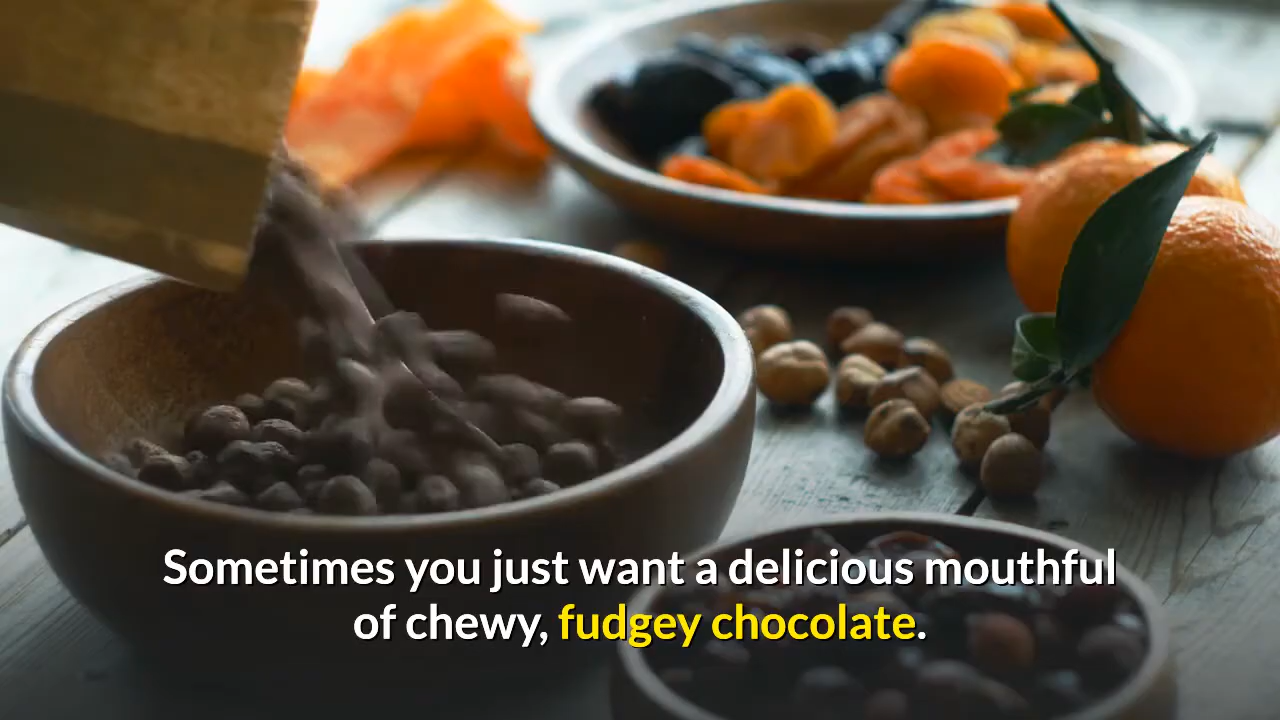 Sometimes you just want a delicious mouthful
of chewy, fudgey chocolate.